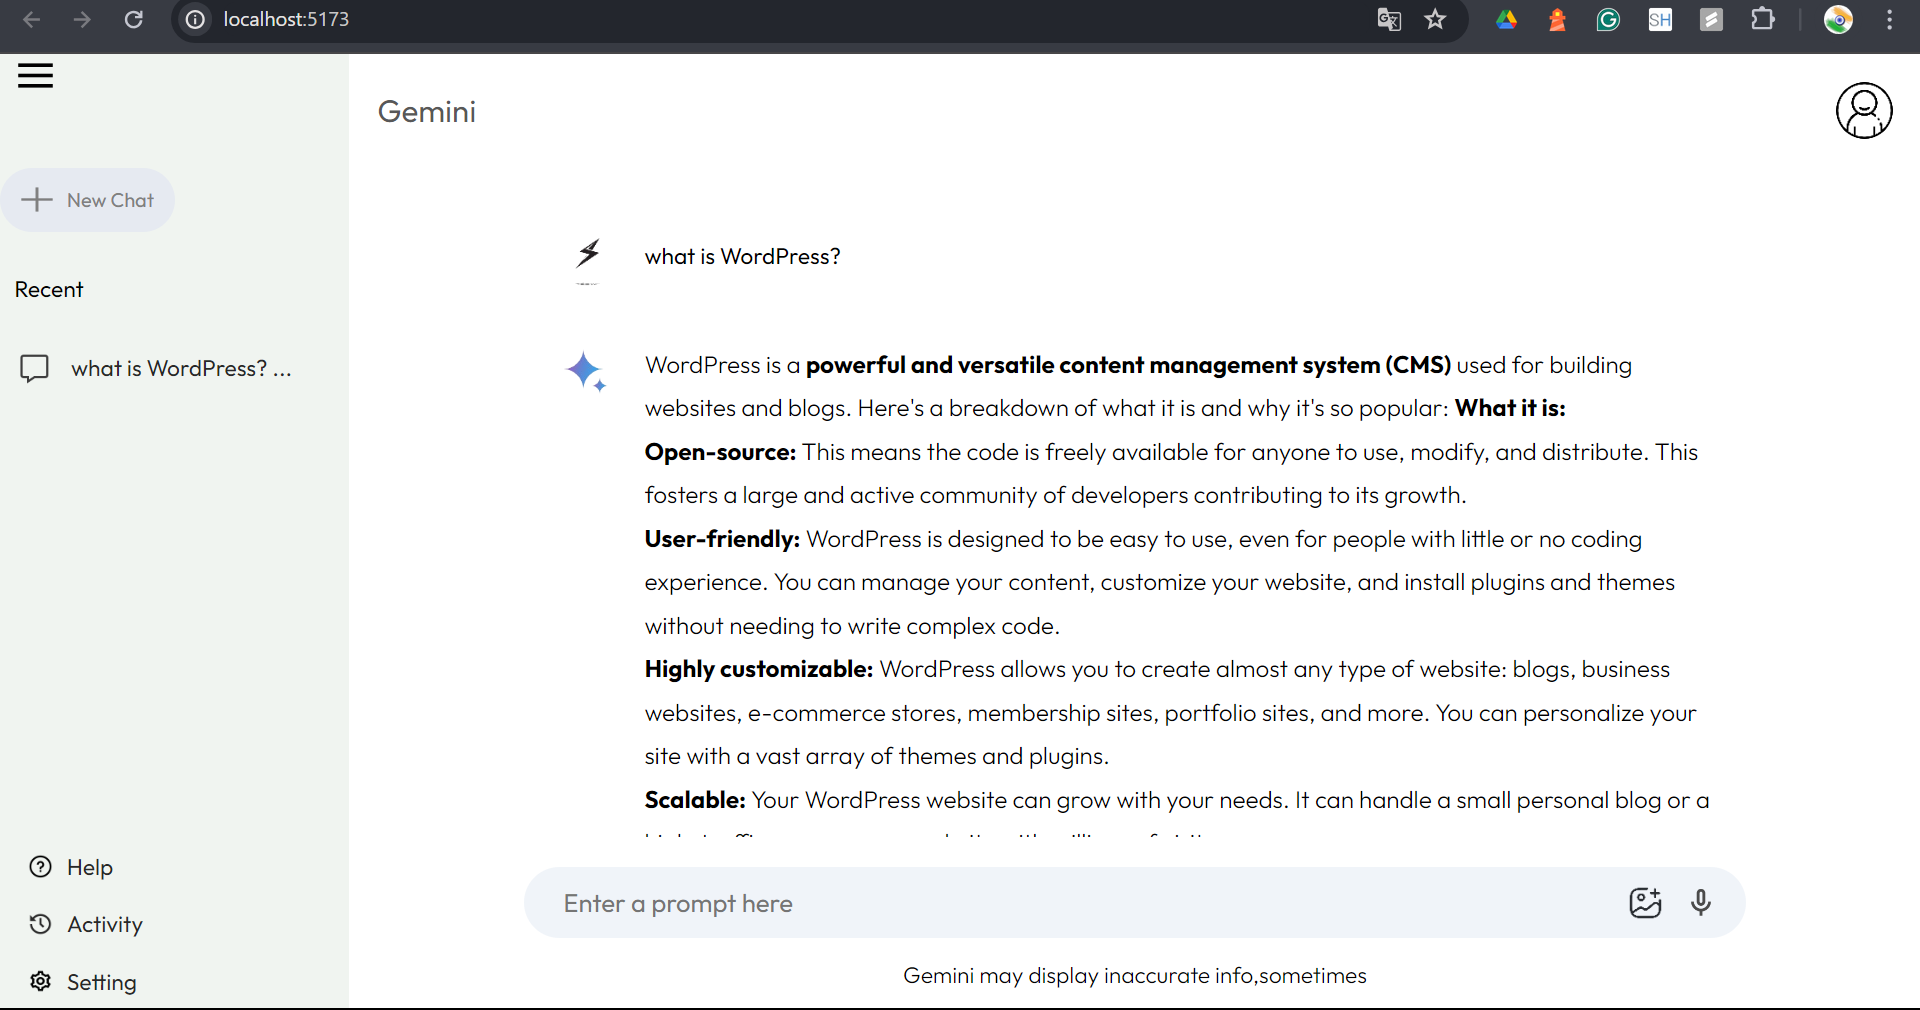 localhost:5173
SH
Gemini
New Chat
Recent
what is WordPress? ...
what is WordPress?
WordPress is a powerful and versatile content management system (CMS) used for building
websites and blogs. Here's a breakdown of what it is and why it's so popular: What it is:
Open-source: This means the code is freely available for anyone to use, modify, and distribute. This
fosters a large and active community of developers contributing to its growth.
User-friendly: WordPress is designed to be easy to use, even for people with little or no coding
experience. You can manage your content, customize your website, and install plugins and themes
without needing to write complex code.
Highly customizable: WordPress allows you to create almost any type of website: blogs, business
websites, e-commerce stores, membership sites, portfolio sites, and more. You can personalize your
site with a vast array of themes and plugins.
Scalable: Your WordPress website can grow with your needs. It can handle a small personal blog or a
Help
Activity
Setting
Enter a prompt here
Gemini may display inaccurate info,sometimes